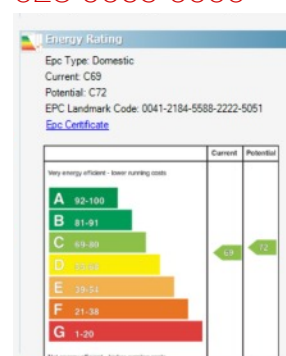 Energy Rating
Epc Type: Domestic
Current: C69
Potential: C72
EPC Landmark Code: 0041-2184-5588-2222-5051
Epc Certificate
Current Potential
Very energy efficient - lower running costs
A 92-100
B 81-91
C 69-80
D
69 72
E 39-54
F 21-38
G 1-20